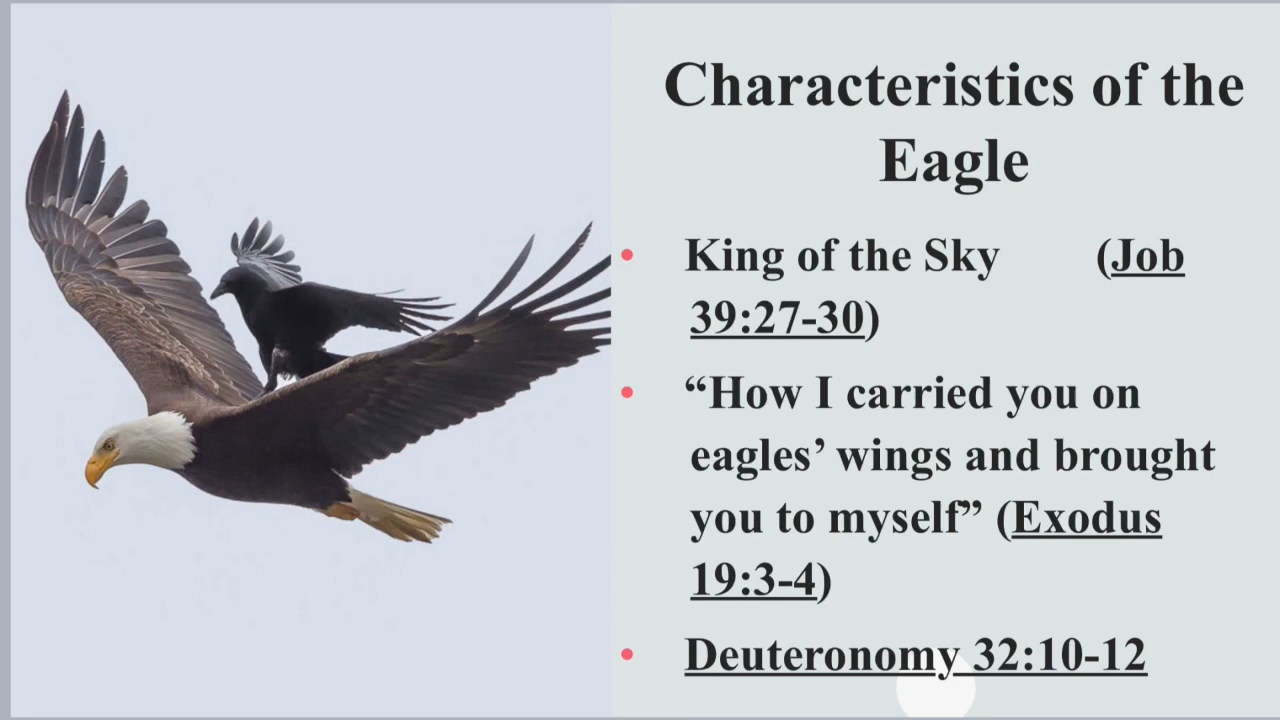 Characteristics of the
Eagle
• King of the Sky (Job
39:27-30)
• “How I carried you on
eagles’ wings and brought
you to myself” (Exodus
19:3-4)
• Deuteronomy 32:10-12